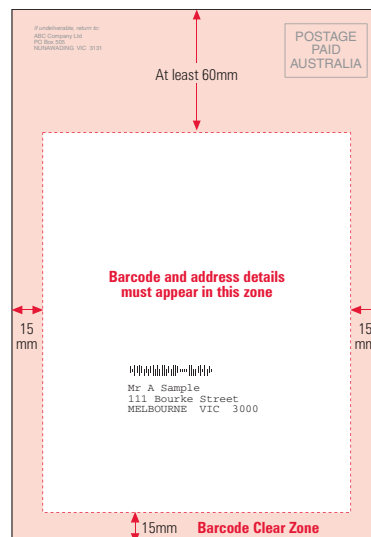 If undeliverable, return to:
ABC Company Ltd
PO Box 505
NUNAWADING VIC 3131
POSTAGE
PAID
AUSTRALIA
At least 60mm
Barcode and address details
must appear in this zone
15
mm
15
mm
Mr A Sample
111 Bourke Street
MELBOURNE VIC 3000
15mm
Barcode Clear Zone